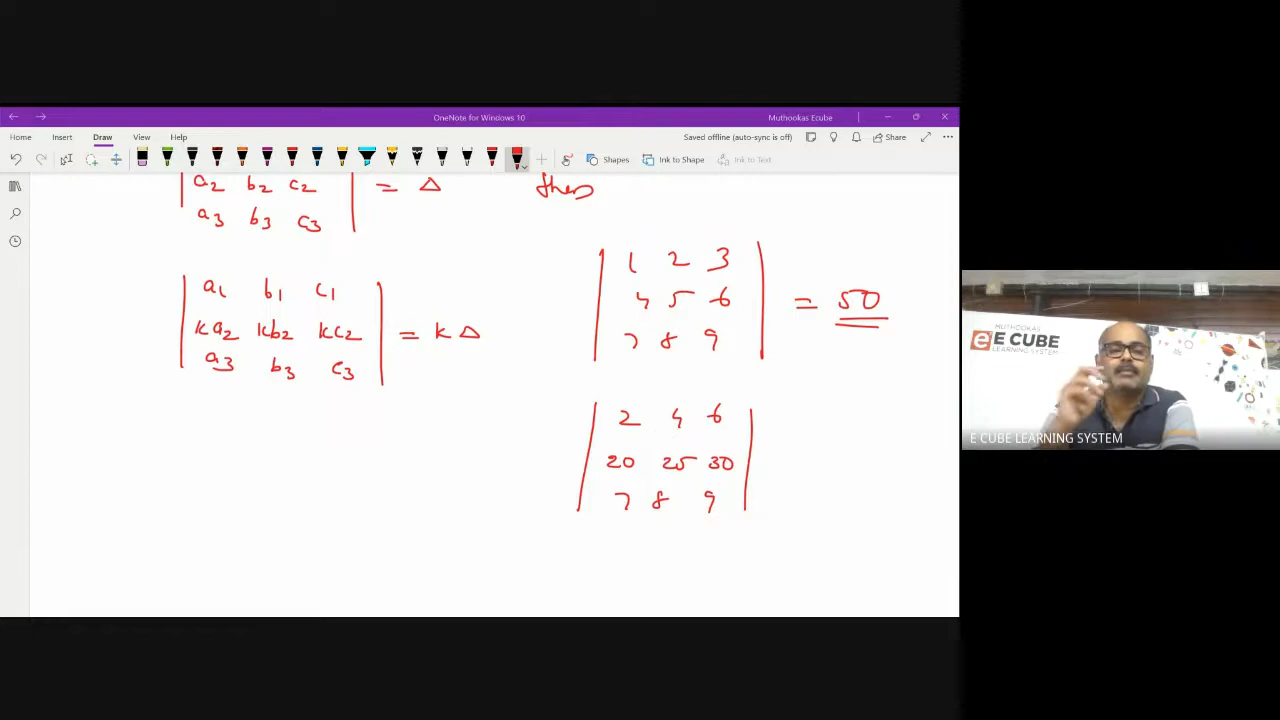 OneNote for Windows 10
Muthookas Ecube
Home Insert Draw View Help
Saved offline (auto-sync is off)
Share
Shapes
Ink to Shape
Ink to Text
a2 b2 c2 = Δ
a3 b3 c3
a1 b1 c1
ka2 kb2 kc2 = k Δ
a3 b3 c3
1 2 3
4 5 6 = 50
7 8 9
2 4 6
20 25 30
7 8 9
MUTHOOKAS
e E CUBE
LEARNING SYSTEM
E CUBE LEARNING SYSTEM